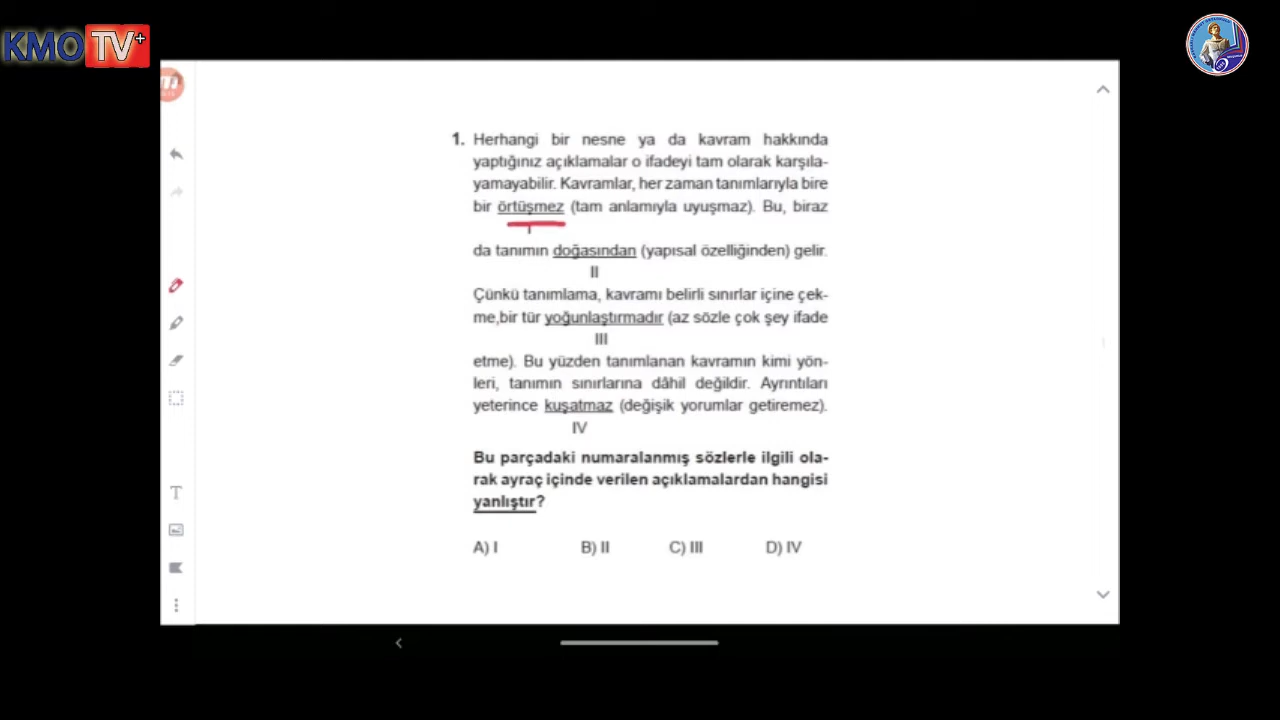 KMO TV+
1. Herhangi bir nesne ya da kavram hakkında
yaptığınız açıklamalar o ifadeyi tam olarak karşıla-
yamayabilir. Kavramlar, her zaman tanımlarıyla bire
bir örtüşmez (tam anlamıyla uyuşmaz). Bu, biraz
I
da tanımın doğasından (yapısal özelliğinden) gelir.
II
Çünkü tanımlama, kavramı belirli sınırlar içine çek-
me,bir tür yoğunlaştırmadır (az sözle çok şey ifade
III
etme). Bu yüzden tanımlanan kavramın kimi yön-
leri, tanımın sınırlarına dâhil değildir. Ayrıntıları
yeterince kuşatmaz (değişik yorumlar getiremez).
IV
Bu parçadaki numaralanmış sözlerle ilgili ola-
rak ayraç içinde verilen açıklamalardan hangisi
yanlıştır?
A) I B) II C) III D) IV
T